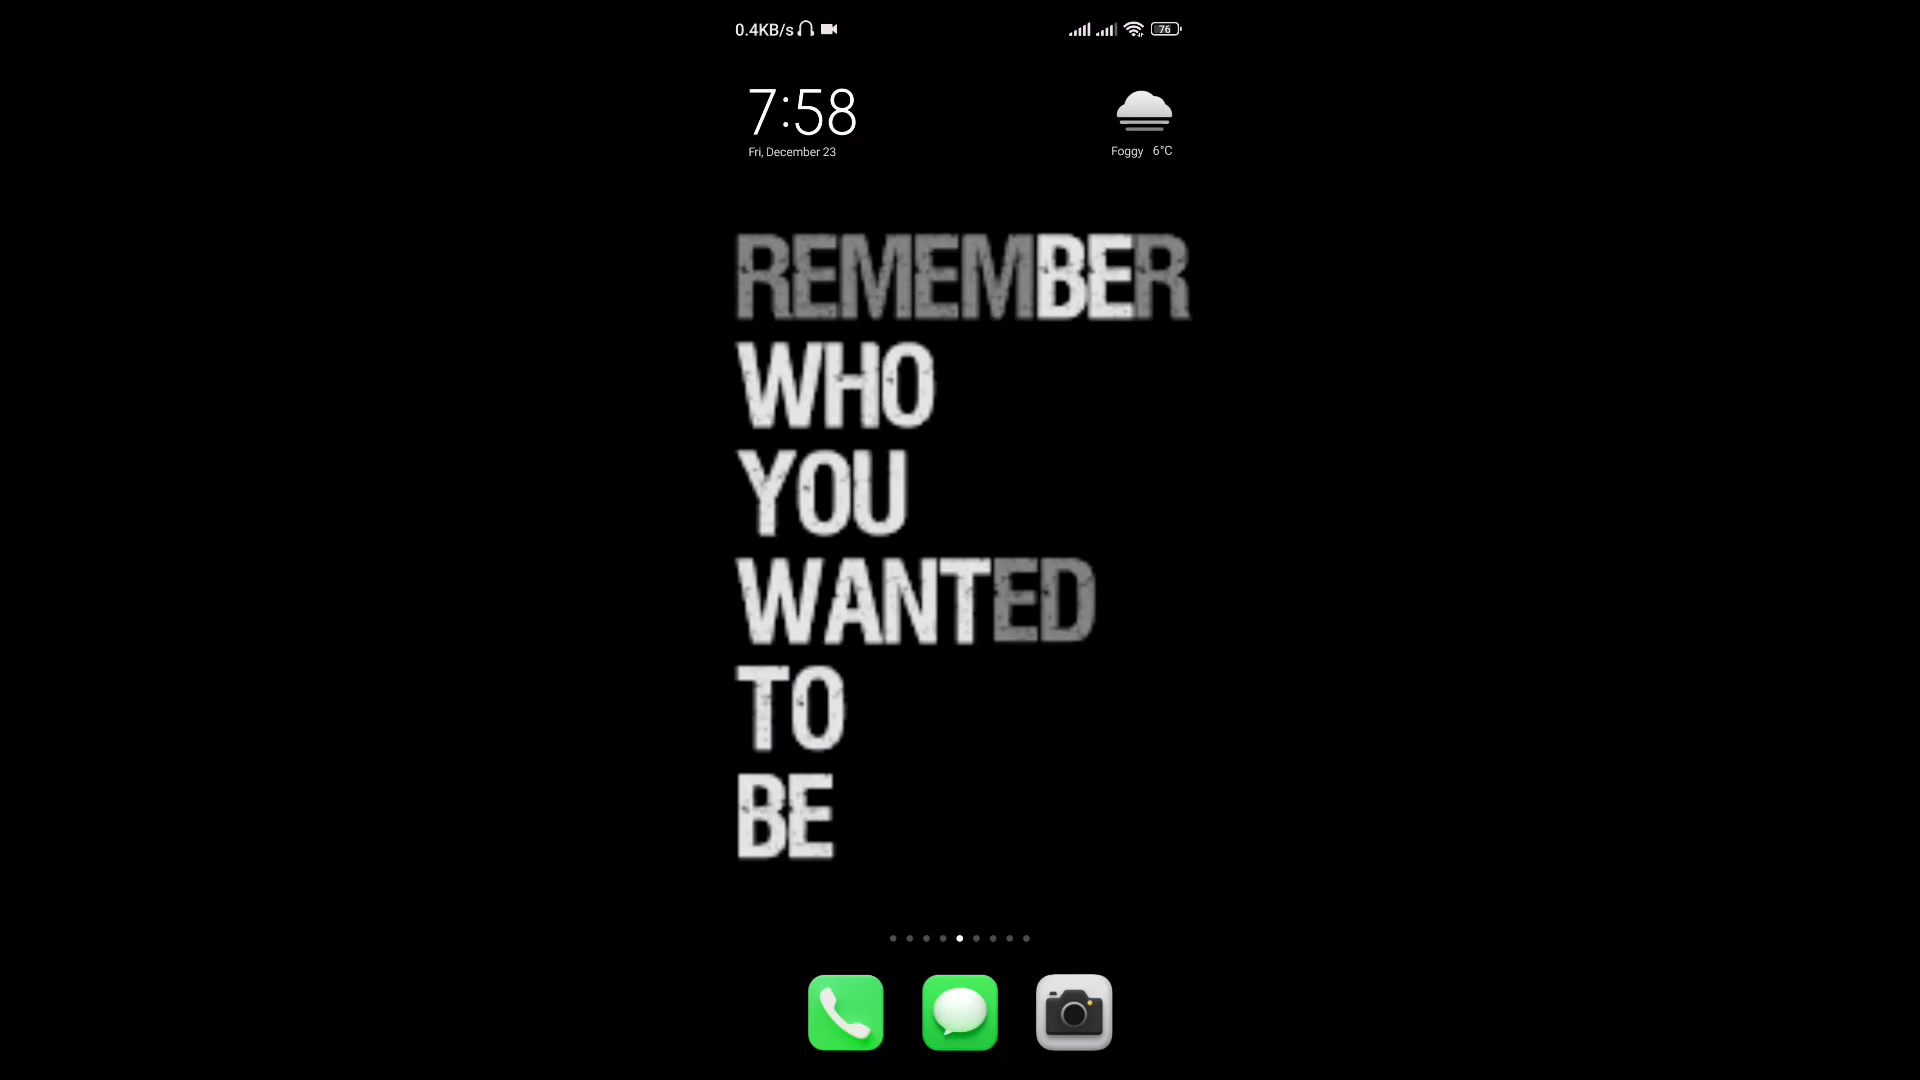 0.4KB/s 76
7:58
Fri, December 23
Foggy 6°C
REMEMBER
WHO
YOU
WANTED
TO
BE